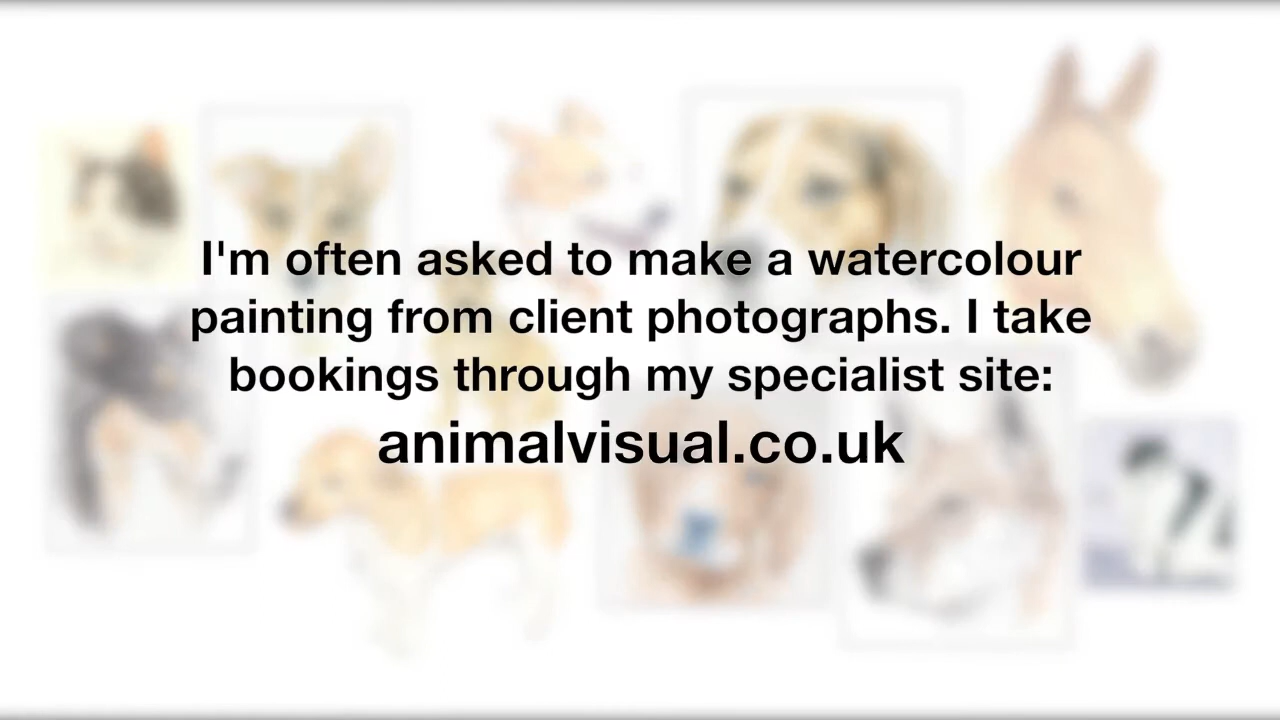 I'm often asked to make a watercolour
painting from client photographs. I take
bookings through my specialist site:
animalvisual.co.uk